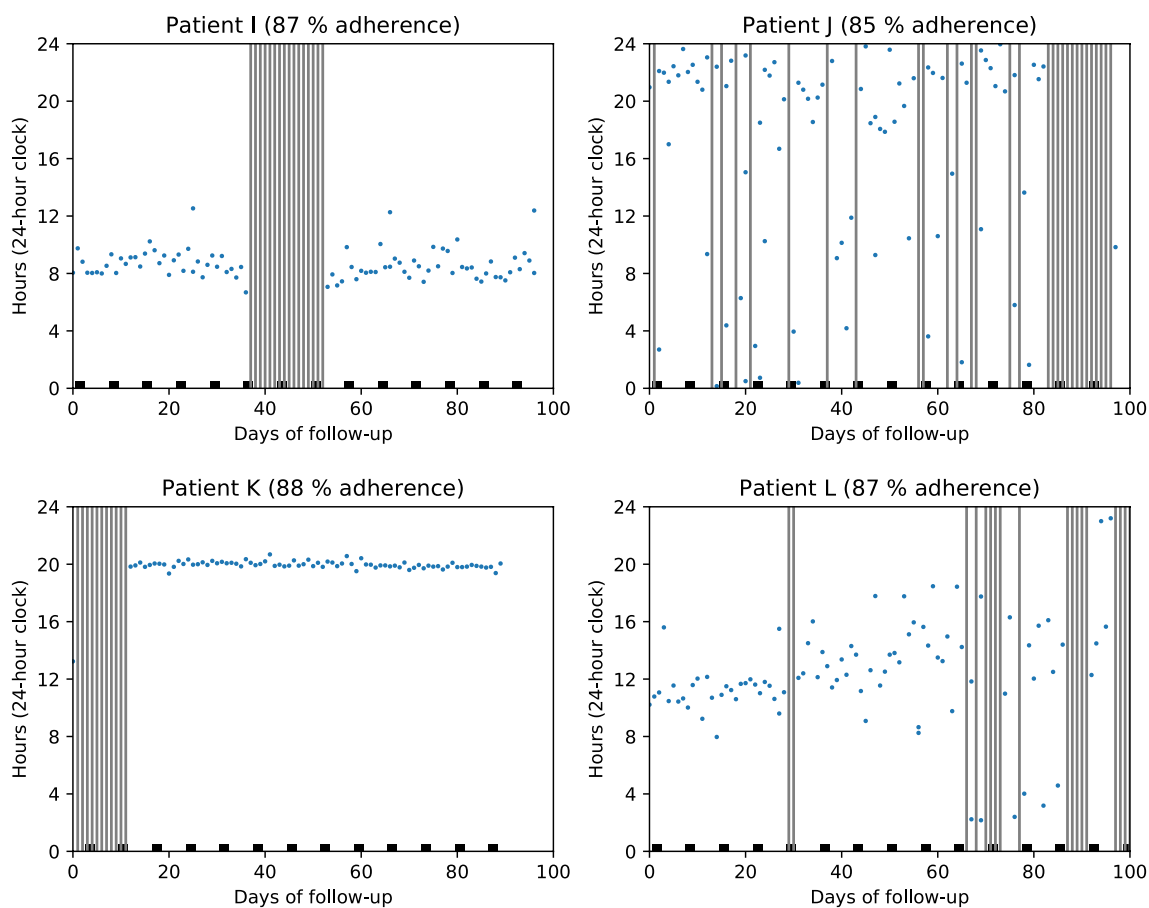 Patient I (87 % adherence)
24
20
16
12
8
4
0
Hours (24-hour clock)
0 20 40 60 80 100
Days of follow-up
Patient J (85 % adherence)
24
20
16
12
8
4
0
Hours (24-hour clock)
0 20 40 60 80 100
Days of follow-up
Patient K (88 % adherence)
24
20
16
12
8
4
0
Hours (24-hour clock)
0 20 40 60 80 100
Days of follow-up
Patient L (87 % adherence)
24
20
16
12
8
4
0
Hours (24-hour clock)
0 20 40 60 80 100
Days of follow-up